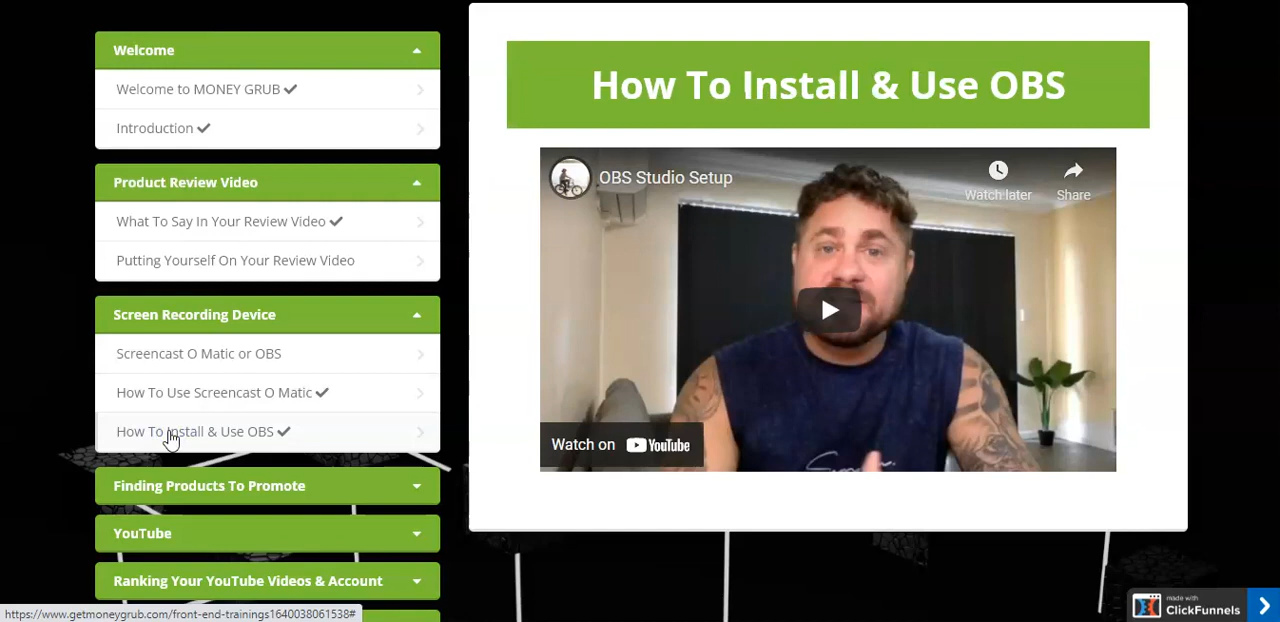 Welcome
Welcome to MONEY GRUB
Introduction
Product Review Video
What To Say In Your Review Video
Putting Yourself On Your Review Video
Screen Recording Device
Screencast O Matic or OBS
How To Use Screencast O Matic
How To Install & Use OBS
Finding Products To Promote
YouTube
Ranking Your YouTube Videos & Account
https://www.getmoneygrub.com/front-end-trainings1640038061538#
How To Install & Use OBS
OBS Studio Setup
Watch later
Share
Watch on YouTube
made with
ClickFunnels